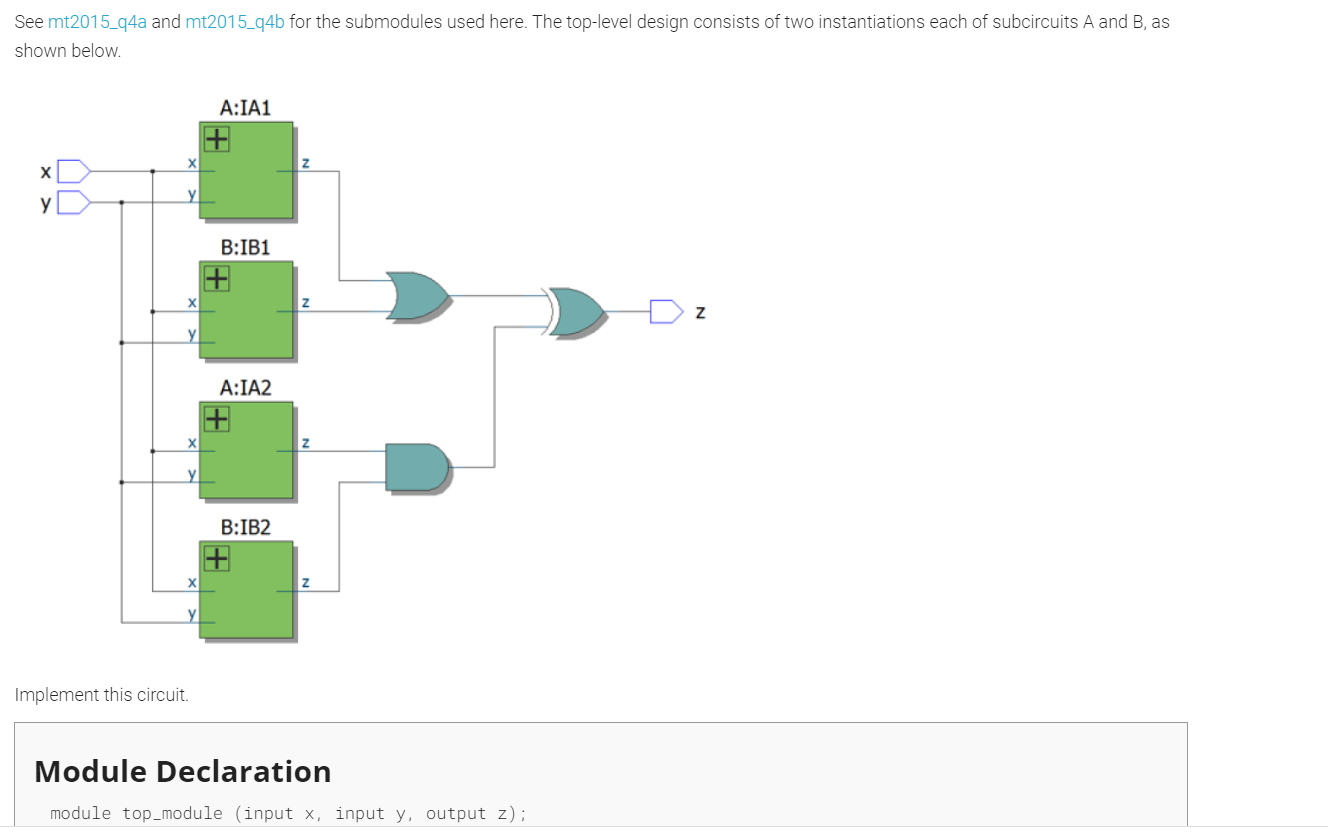 See mt2015_q4a and mt2015_q4b for the submodules used here. The top-level design consists of two instantiations each of subcircuits A and B, as
shown below.
A:IA1
x
y
x
y
z
B:IB1
x
y
z
z
A:IA2
x
y
z
B:IB2
x
y
z
Implement this circuit.
Module Declaration
module top_module (input x, input y, output z);